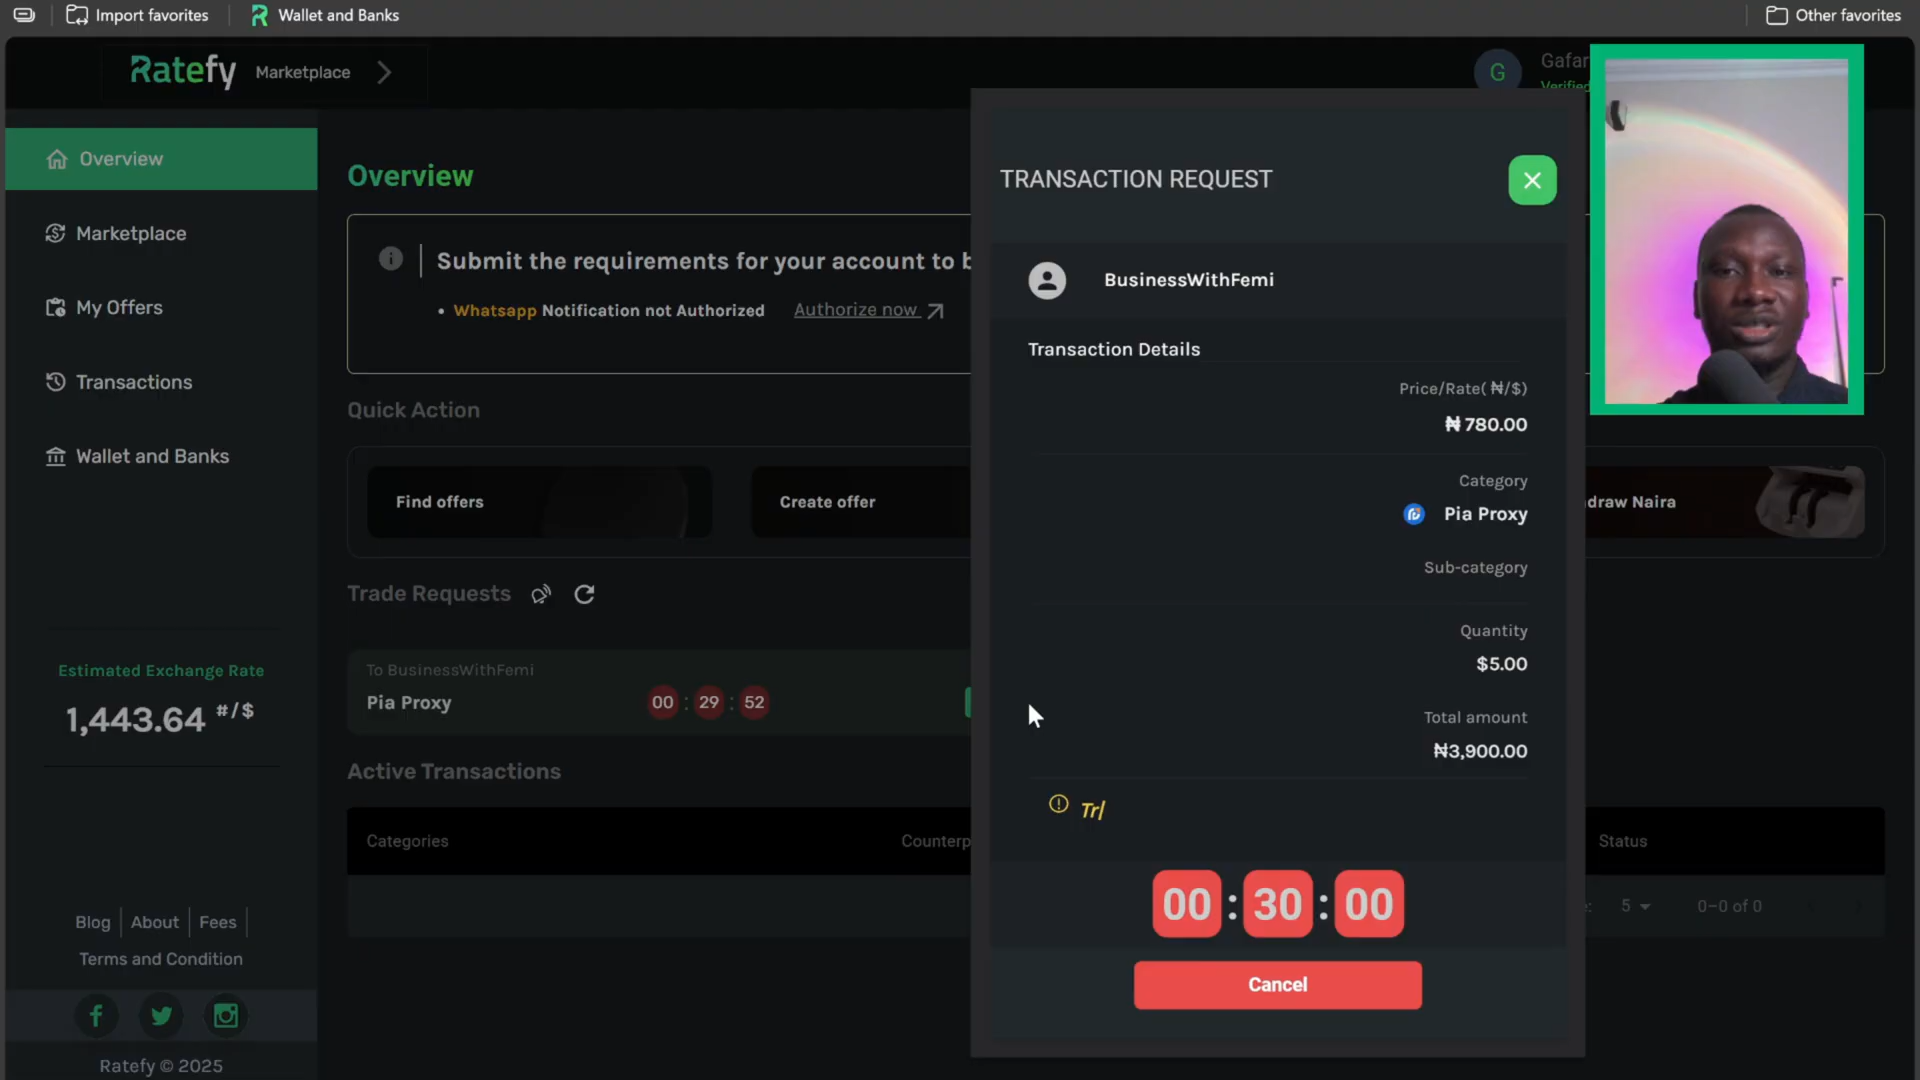 Import favorites
Wallet and Banks
Other favorites
Ratefy
Marketplace
G
Gafar
Verified
Overview
Marketplace
My Offers
Transactions
Wallet and Banks
Estimated Exchange Rate
1,443.64 #/$
Blog
About
Fees
Terms and Condition
Ratefy © 2025
Overview
Submit the requirements for your account to b
• Whatsapp Notification not Authorized
Authorize now
Quick Action
Find offers
Create offer
draw Naira
Trade Requests
To BusinessWithFemi
Pia Proxy
00 : 29 : 52
Active Transactions
Categories
Counterp
Status
5
0–0 of 0
TRANSACTION REQUEST
BusinessWithFemi
Transaction Details
Price/Rate( ₦/$)
₦ 780.00
Category
Pia Proxy
Sub-category
Quantity
$5.00
Total amount
₦3,900.00
Tr
00 : 30 : 00
Cancel